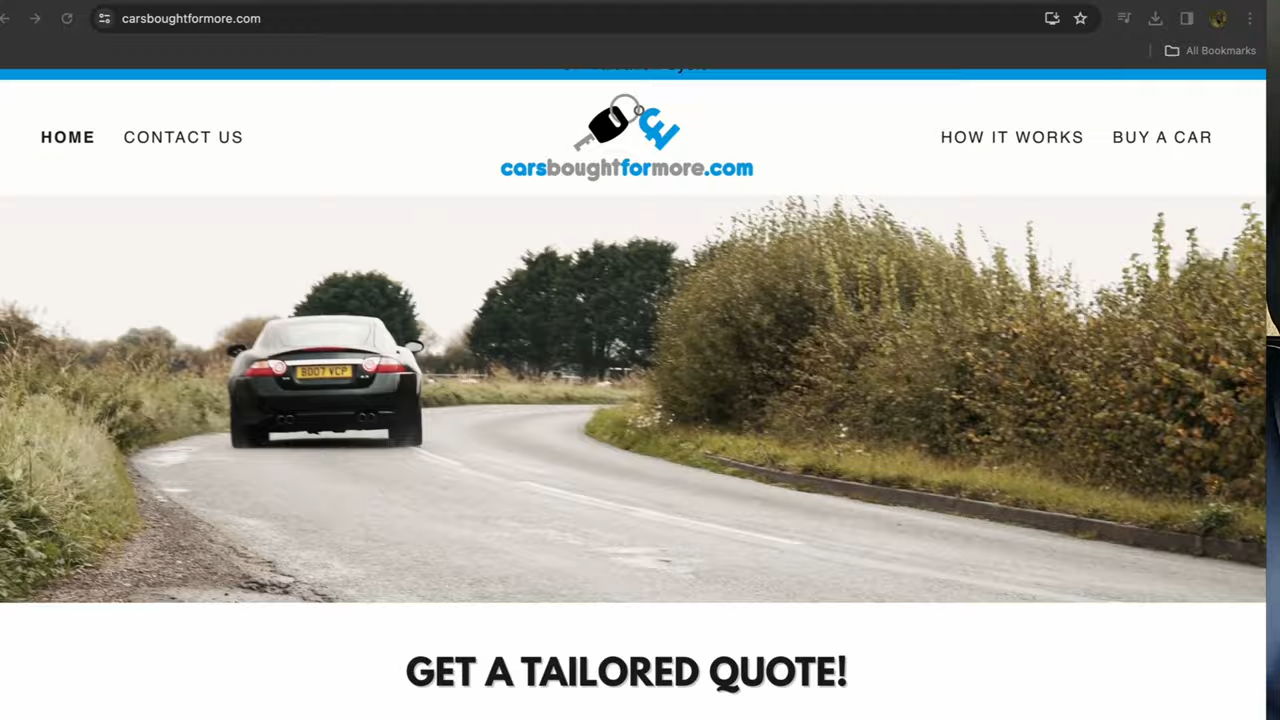 carsboughtformore.com
All Bookmarks
HOME
CONTACT US
carsboughtformore.com
HOW IT WORKS
BUY A CAR
BD07 VCP
GET A TAILORED QUOTE!